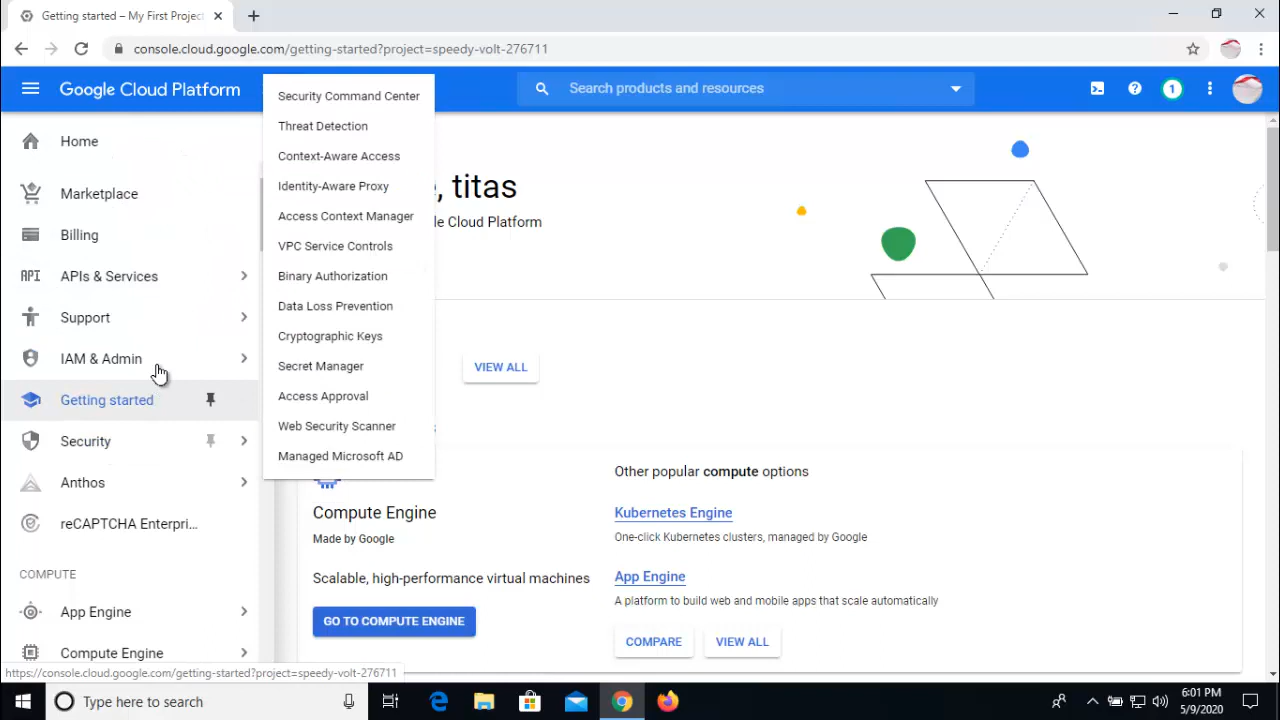 Getting started – My First Project
console.cloud.google.com/getting-started?project=speedy-volt-276711
Google Cloud Platform
Search products and resources
1
Home
Marketplace
Billing
API APIs & Services
Support
IAM & Admin
Getting started
Security
Anthos
reCAPTCHA Enterpri...
COMPUTE
App Engine
Compute Engine
Security Command Center
Threat Detection
Context-Aware Access
Identity-Aware Proxy
Access Context Manager
VPC Service Controls
Binary Authorization
Data Loss Prevention
Cryptographic Keys
Secret Manager
Access Approval
Web Security Scanner
Managed Microsoft AD
, titas
le Cloud Platform
VIEW ALL
Compute Engine
Made by Google
Scalable, high-performance virtual machines
GO TO COMPUTE ENGINE
Other popular compute options
Kubernetes Engine
One-click Kubernetes clusters, managed by Google
App Engine
A platform to build web and mobile apps that scale automatically
COMPARE VIEW ALL
https://console.cloud.google.com/getting-started?project=speedy-volt-276711
Type here to search
6:01 PM
5/9/2020